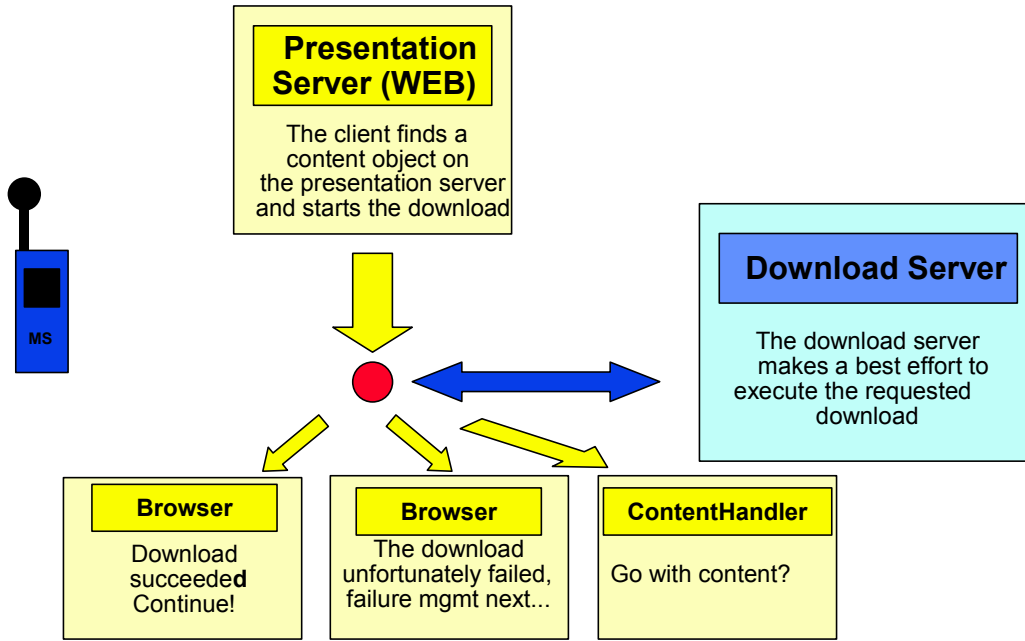 Presentation
Server (WEB)
The client finds a
content object on
the presentation server
and starts the download
MS
Download Server
The download server
makes a best effort to
execute the requested
download
Browser
Download
succeeded
Continue!
Browser
The download
unfortunately failed,
failure mgmt next...
ContentHandler
Go with content?